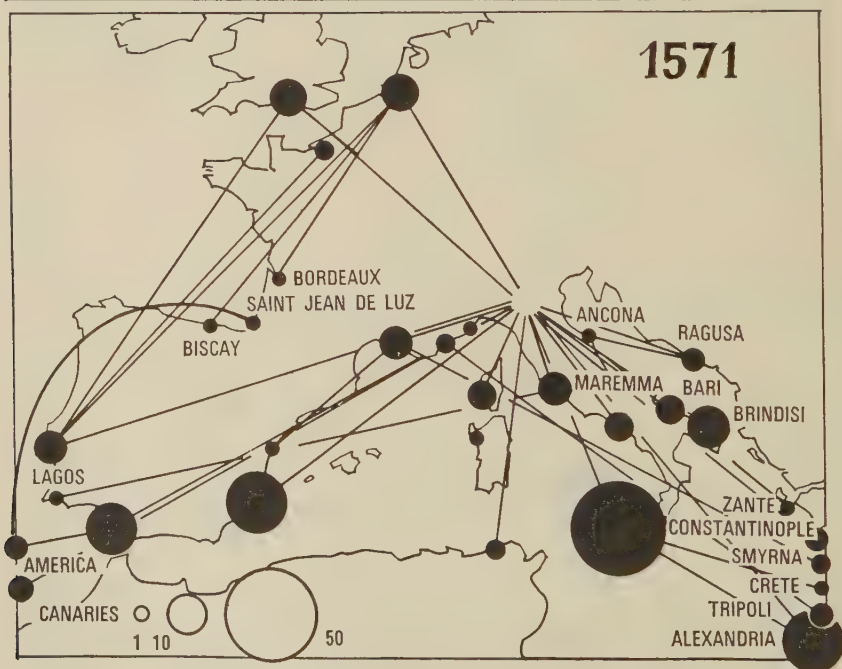 1571
BORDEAUX
SAINT JEAN DE LUZ
BISCAY
ANCONA
RAGUSA
MAREMMA
BARI
BRINDISI
LAGOS
ZANTE
CONSTANTINOPLE
SMYRNA
CRETE
TRIPOLI
ALEXANDRIA
AMERICA
CANARIES
1 10
50